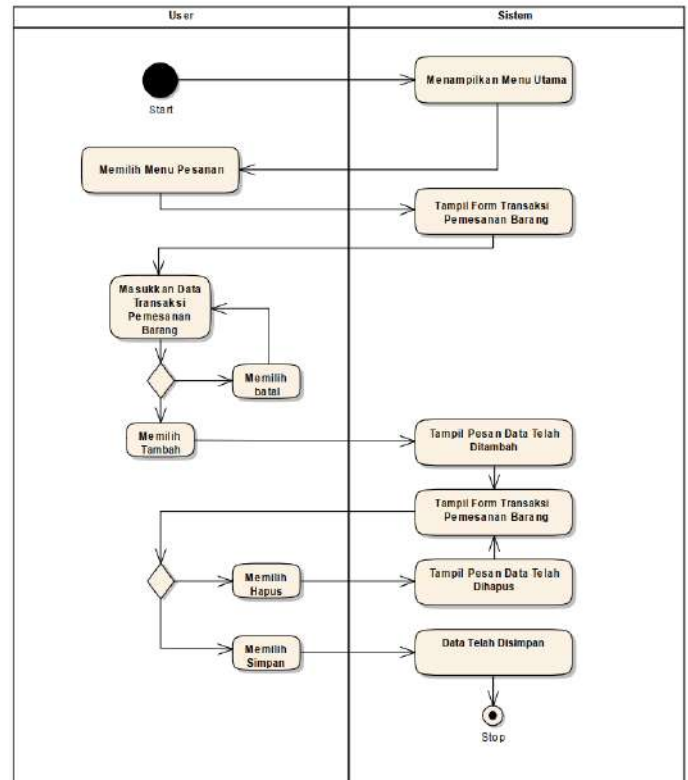 User
Sistem
Start
Menampilkan Menu Utama
Memilih Menu Pesanan
Tampil Form Transaksi
Pemesanan Barang
Masukkan Data
Transaksi
Pemesanan
Barang
Memilih
batal
Memilih
Tambah
Tampil Pesan Data Telah
Ditambah
Tampil Form Transaksi
Pemesanan Barang
Memilih
Hapus
Tampil Pesan Data Telah
Dihapus
Memilih
Simpan
Data Telah Disimpan
Stop